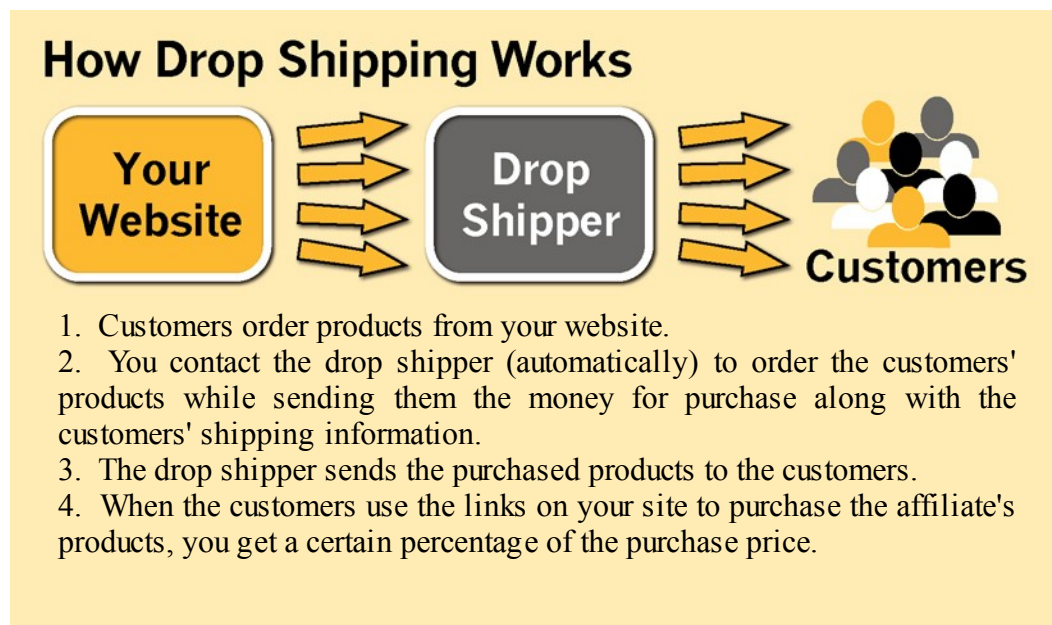 How Drop Shipping Works
Your
Website
Drop
Shipper
Customers
1. Customers order products from your website.
2. You contact the drop shipper (automatically) to order the customers'
products while sending them the money for purchase along with the
customers' shipping information.
3. The drop shipper sends the purchased products to the customers.
4. When the customers use the links on your site to purchase the affiliate's
products, you get a certain percentage of the purchase price.